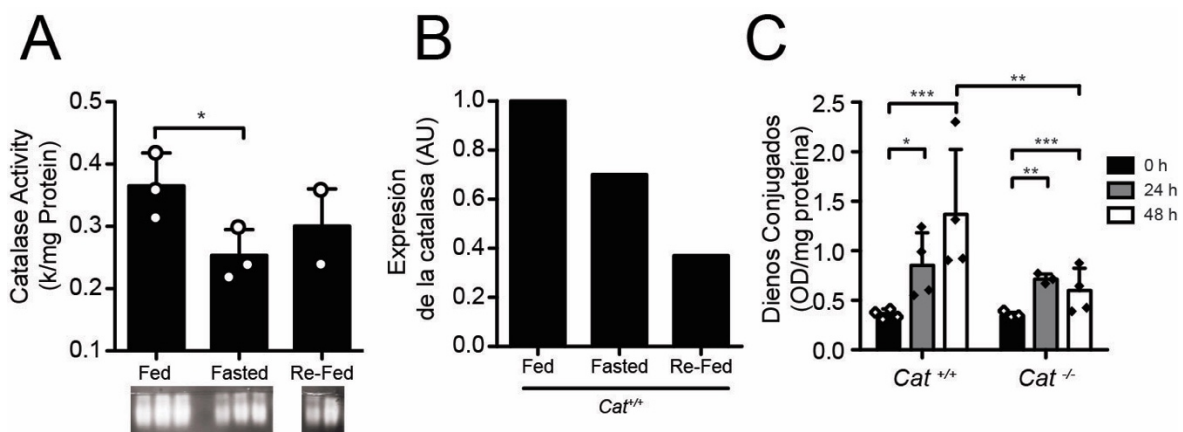 A
Catalase Activity
(k/mg Protein)
0.5
0.4
0.3
0.2
0.1
*
Fed Fasted Re-Fed
B
Expresión
de la catalasa (AU)
1.0
0.8
0.6
0.4
0.2
0.0
Fed Fasted Re-Fed
Cat+/+
C
Dienos Conjugados
(OD/mg proteína)
2.5
2.0
1.5
1.0
0.5
0.0
**
***
*
***
**
Cat +/+ Cat -/-
0 h
24 h
48 h